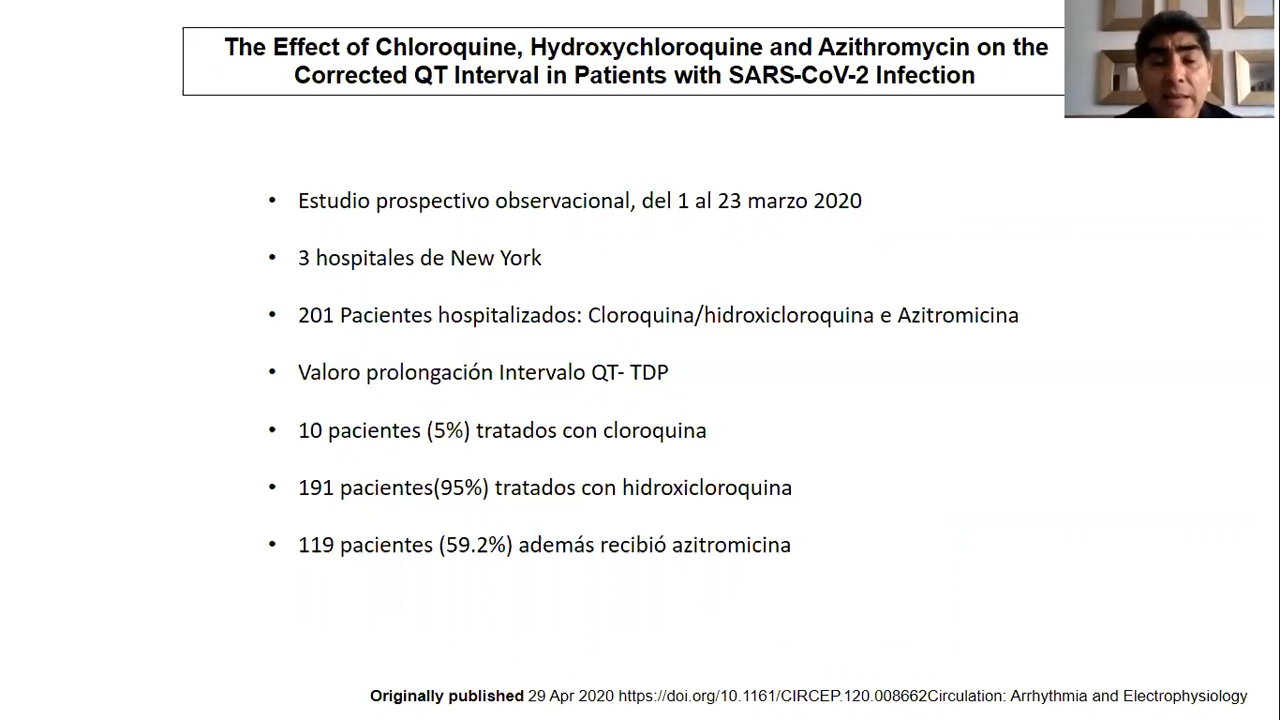 The Effect of Chloroquine, Hydroxychloroquine and Azithromycin on the
Corrected QT Interval in Patients with SARS-CoV-2 Infection
• Estudio prospectivo observacional, del 1 al 23 marzo 2020
• 3 hospitales de New York
• 201 Pacientes hospitalizados: Cloroquina/hidroxicloroquina e Azitromicina
• Valoro prolongación Intervalo QT- TDP
• 10 pacientes (5%) tratados con cloroquina
• 191 pacientes(95%) tratados con hidroxicloroquina
• 119 pacientes (59.2%) además recibió azitromicina
Originally published 29 Apr 2020 https://doi.org/10.1161/CIRCEP.120.008662Circulation: Arrhythmia and Electrophysiology